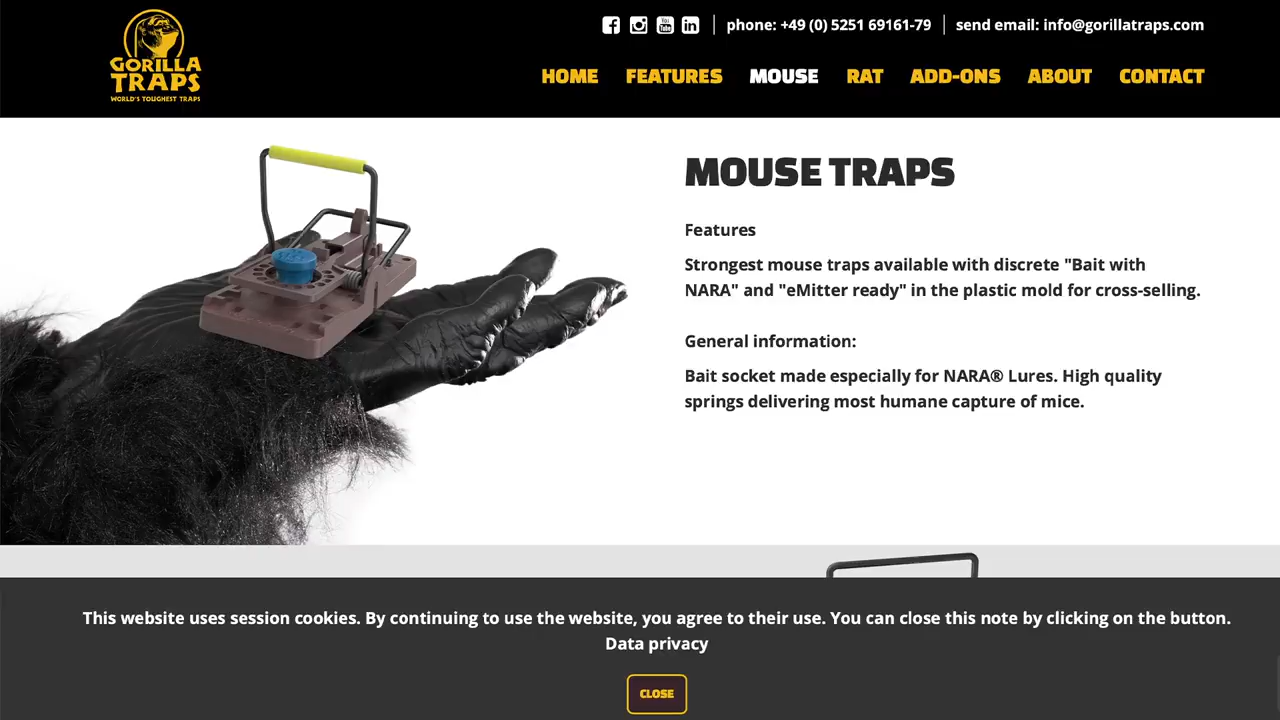 GORILLA
TRAPS
WORLD'S TOUGHEST TRAPS
phone: +49 (0) 5251 69161-79
send email: info@gorillatraps.com
HOME FEATURES MOUSE RAT ADD-ONS ABOUT CONTACT
MOUSE TRAPS
Features
Strongest mouse traps available with discrete "Bait with
NARA" and "eMitter ready" in the plastic mold for cross-selling.
General information:
Bait socket made especially for NARA® Lures. High quality
springs delivering most humane capture of mice.
This website uses session cookies. By continuing to use the website, you agree to their use. You can close this note by clicking on the button.
Data privacy
CLOSE